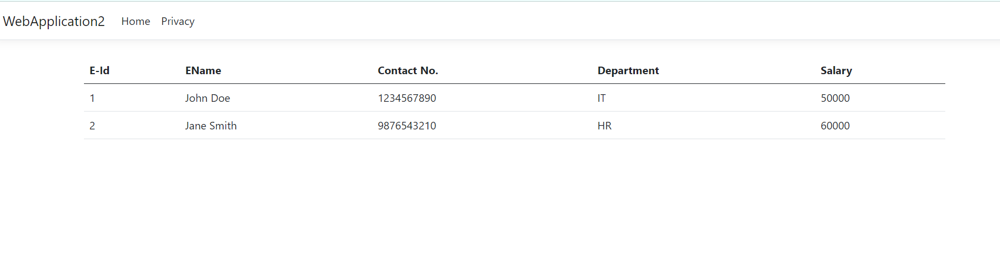 WebApplication2 Home Privacy
E-Id EName Contact No. Department Salary
1 John Doe 1234567890 IT 50000
2 Jane Smith 9876543210 HR 60000